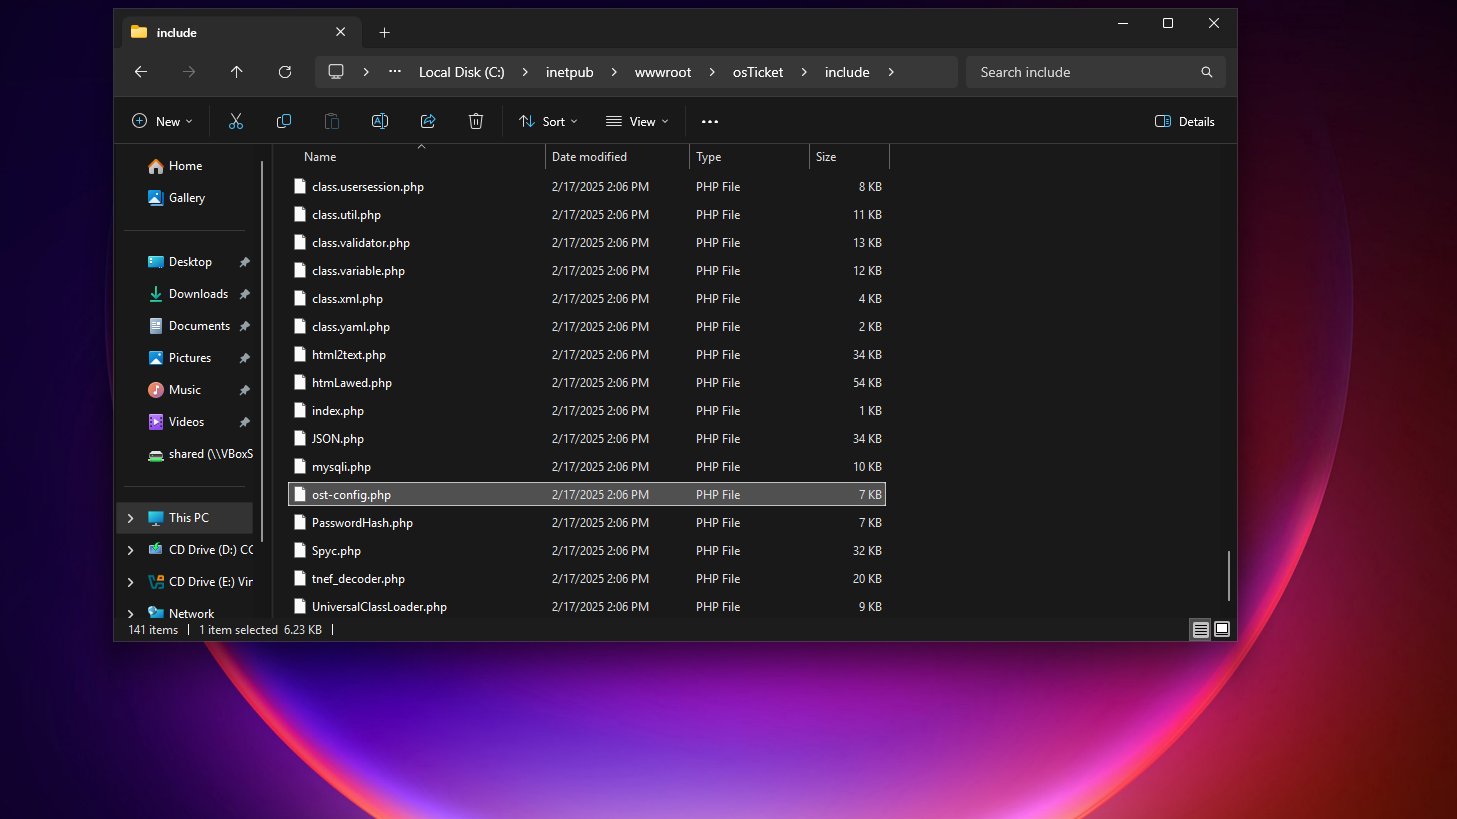 include
Local Disk (C:) inetpub wwwroot osTicket include
Search include
New Sort View Details
Name Date modified Type Size
Home
Gallery
Desktop
Downloads
Documents
Pictures
Music
Videos
shared (\\VBoxS
This PC
CD Drive (D:) CC
CD Drive (E:) Vir
Network
class.usersession.php 2/17/2025 2:06 PM PHP File 8 KB
class.util.php 2/17/2025 2:06 PM PHP File 11 KB
class.validator.php 2/17/2025 2:06 PM PHP File 13 KB
class.variable.php 2/17/2025 2:06 PM PHP File 12 KB
class.xml.php 2/17/2025 2:06 PM PHP File 4 KB
class.yaml.php 2/17/2025 2:06 PM PHP File 2 KB
html2text.php 2/17/2025 2:06 PM PHP File 34 KB
htmLawed.php 2/17/2025 2:06 PM PHP File 54 KB
index.php 2/17/2025 2:06 PM PHP File 1 KB
JSON.php 2/17/2025 2:06 PM PHP File 34 KB
mysqli.php 2/17/2025 2:06 PM PHP File 10 KB
ost-config.php 2/17/2025 2:06 PM PHP File 7 KB
PasswordHash.php 2/17/2025 2:06 PM PHP File 7 KB
Spyc.php 2/17/2025 2:06 PM PHP File 32 KB
tnef_decoder.php 2/17/2025 2:06 PM PHP File 20 KB
UniversalClassLoader.php 2/17/2025 2:06 PM PHP File 9 KB
141 items 1 item selected 6.23 KB